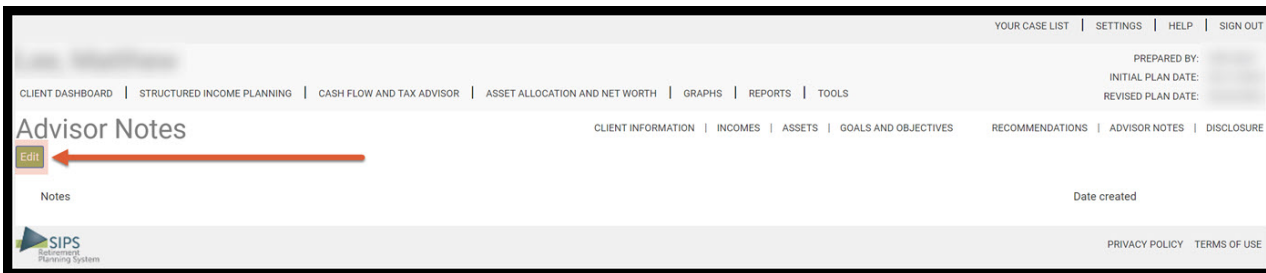 YOUR CASE LIST | SETTINGS | HELP | SIGN OUT
PREPARED BY:
INITIAL PLAN DATE:
REVISED PLAN DATE:
CLIENT DASHBOARD | STRUCTURED INCOME PLANNING | CASH FLOW AND TAX ADVISOR | ASSET ALLOCATION AND NET WORTH | GRAPHS | REPORTS | TOOLS
Advisor Notes
CLIENT INFORMATION | INCOMES | ASSETS | GOALS AND OBJECTIVES RECOMMENDATIONS | ADVISOR NOTES | DISCLOSURE
Edit
Notes Date created
SIPS
Retirement
Planning System
PRIVACY POLICY TERMS OF USE